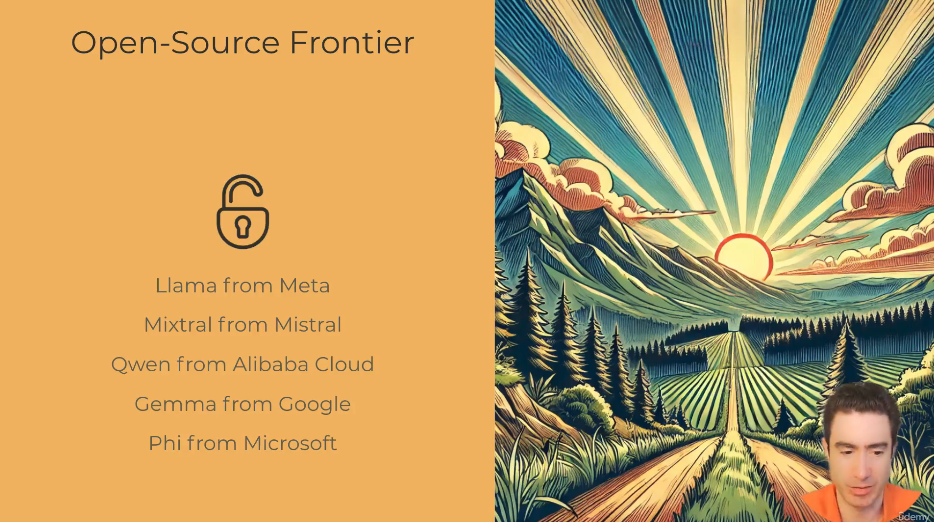 Open-Source Frontier
Llama from Meta
Mixtral from Mistral
Qwen from Alibaba Cloud
Gemma from Google
Phi from Microsoft
ûdemy